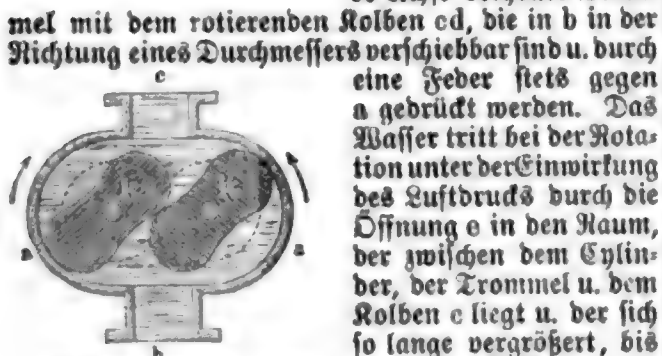 mel mit dem rotierenden Kolben cd, die in b in der
Richtung eines Durchmessers verschiebbar sind u. durch
eine Feder stets gegen
a gedrückt werden. Das
Wasser tritt bei der Rota-
tion unter der Einwirkung
des Luftdrucks durch die
Öffnung e in den Raum,
der zwischen dem Cylin-
der, der Trommel u. dem
Kolben c liegt u. der sich
so lange vergrößert, bis
c
a
a
b